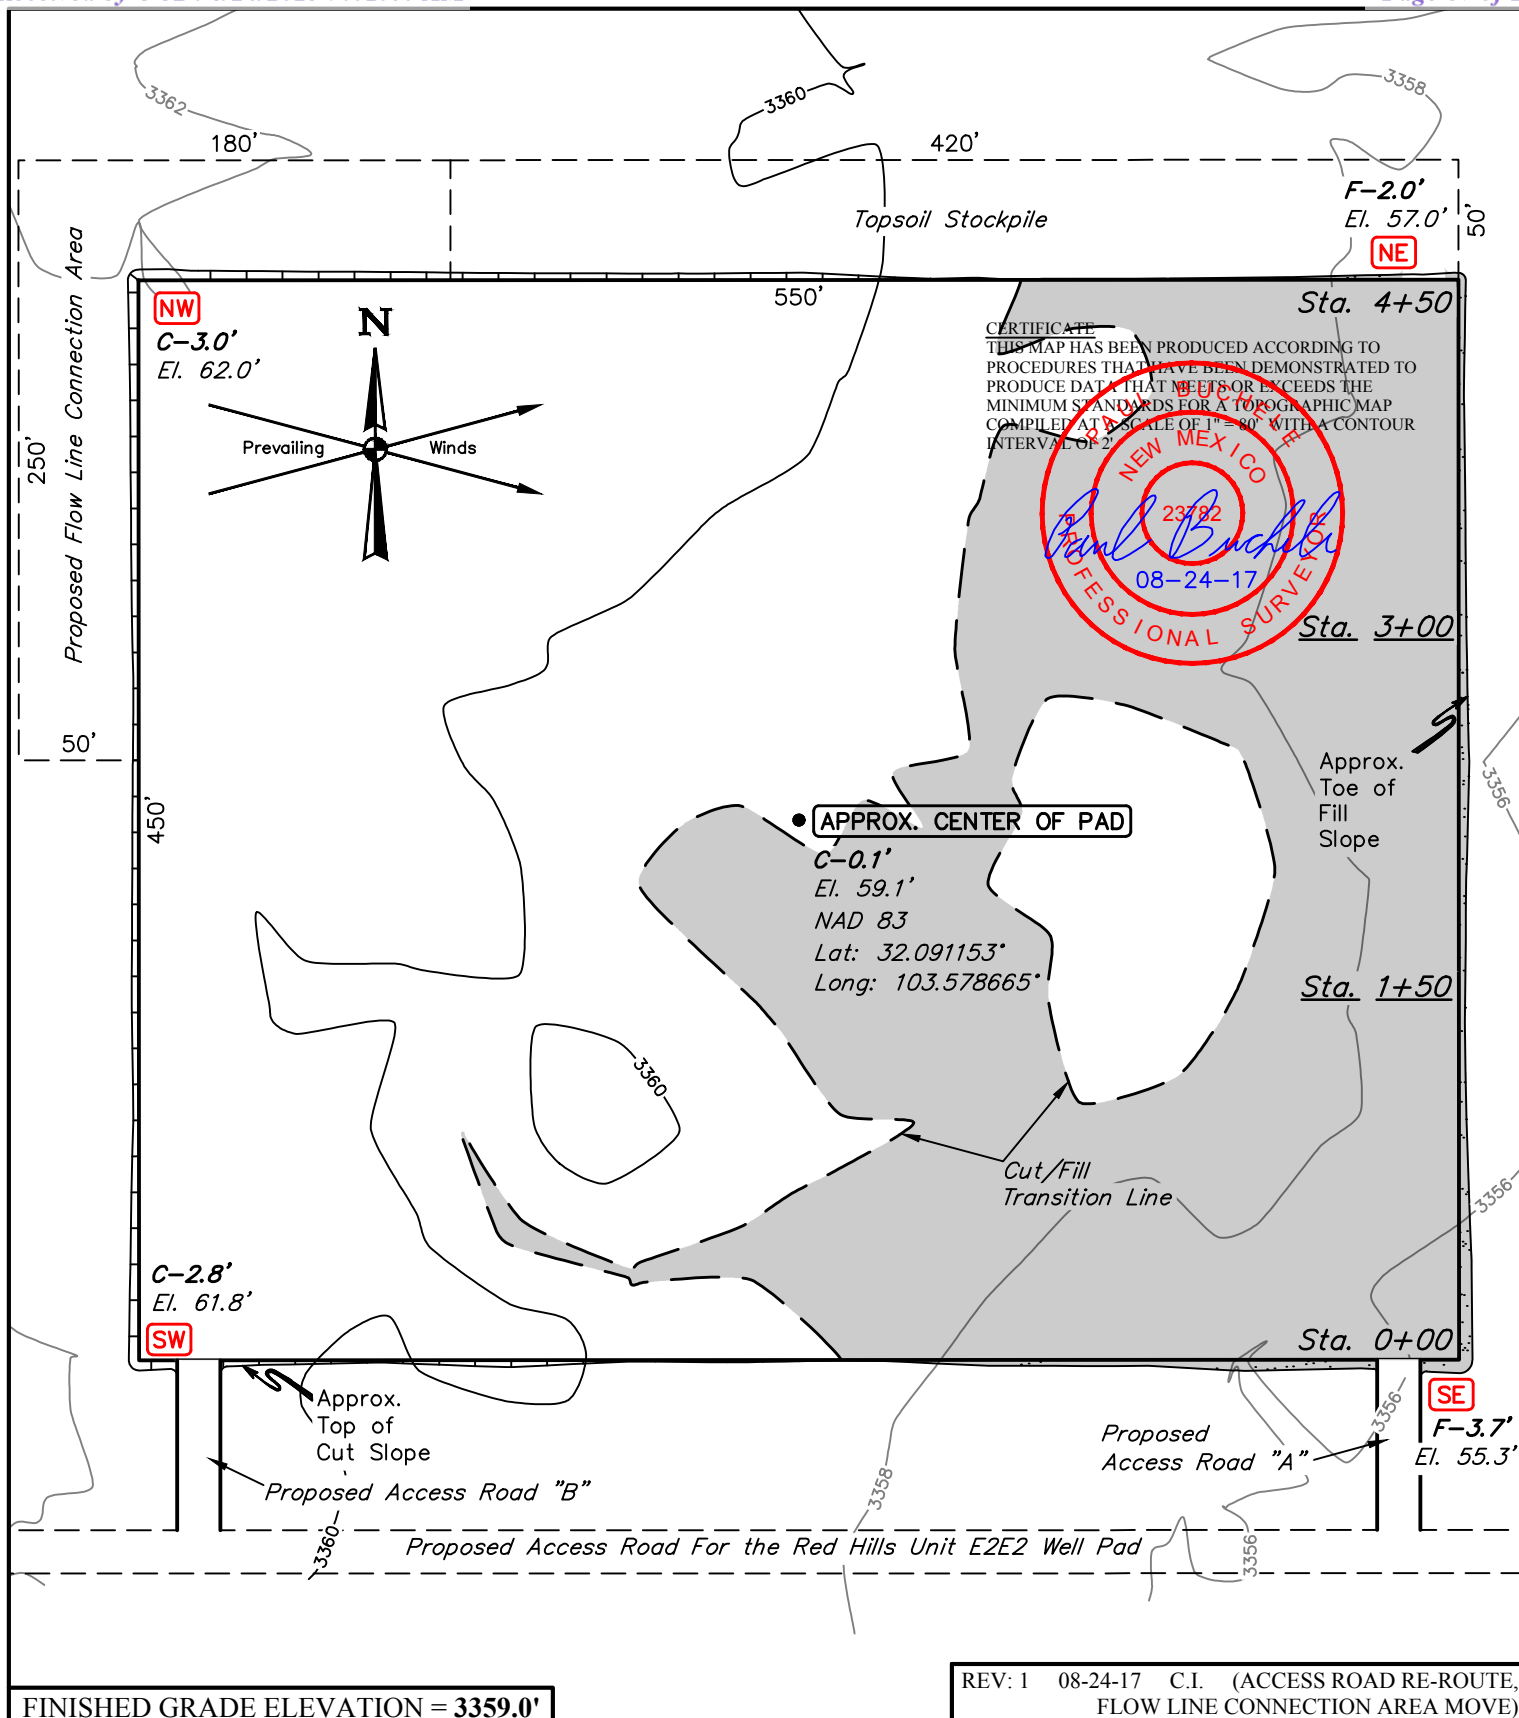 3362
3360
3358
180'
420'
F-2.0'
El. 57.0'
50'
NE
Topsoil Stockpile
Proposed Flow Line Connection Area
250'
50'
550'
NW
C-3.0'
El. 62.0'
N
Prevailing Winds
Sta. 4+50
CERTIFICATE
THIS MAP HAS BEEN PRODUCED ACCORDING TO
PROCEDURES THAT HAVE BEEN DEMONSTRATED TO
PRODUCE DATA THAT MEETS OR EXCEEDS THE
MINIMUM STANDARDS FOR A TOPOGRAPHIC MAP
COMPILED AT A SCALE OF 1" = 80' WITH A CONTOUR
INTERVAL OF 2'.
PAUL BUCHELE
NEW MEXICO
23782
Paul Buchele
08-24-17
PROFESSIONAL SURVEYOR
Sta. 3+00
Approx.
Toe of
Fill
Slope
3356
450'
APPROX. CENTER OF PAD
C-0.1'
El. 59.1'
NAD 83
Lat: 32.091153°
Long: 103.578665°
Sta. 1+50
3360
Cut/Fill
Transition Line
3356
C-2.8'
El. 61.8'
SW
Sta. 0+00
SE
F-3.7'
El. 55.3'
Approx.
Top of
Cut Slope
Proposed Access Road "B"
Proposed
Access Road "A"
3356
3358
3360
3356
Proposed Access Road For the Red Hills Unit E2E2 Well Pad
FINISHED GRADE ELEVATION = 3359.0'
REV: 1 08-24-17 C.I. (ACCESS ROAD RE-ROUTE,
FLOW LINE CONNECTION AREA MOVE)